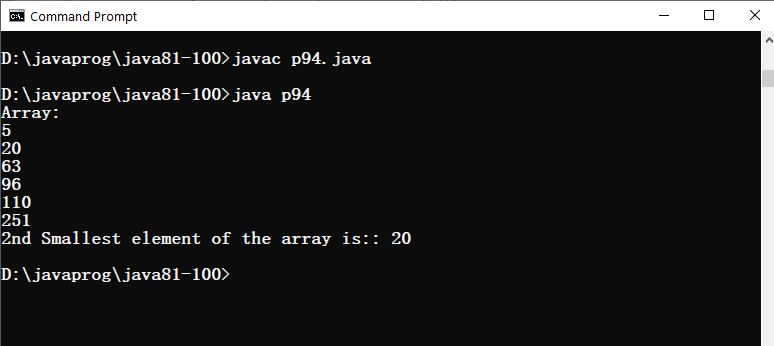 Command Prompt
D:\javaprog\java81-100>javac p94.java
D:\javaprog\java81-100>java p94
Array:
5
20
63
96
110
251
2nd Smallest element of the array is:: 20
D:\javaprog\java81-100>